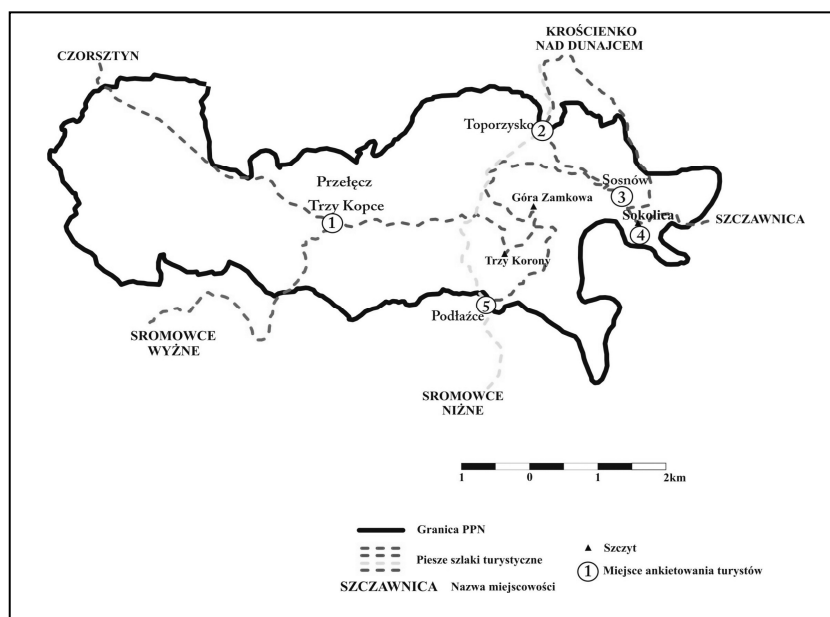 KROŚCIENKO
NAD DUNAJCEM
CZORSZTYN
Toporzysko
2
Przełęcz
Trzy Kopce
1
Sosnów
3
Góra Zamkowa
Sokolica
4
SZCZAWNICA
Trzy Korony
5
Podłaźce
SROMOWCE
WYŻNE
SROMOWCE
NIŻNE
1 0 1 2km
Granica PPN
Piesze szlaki turystyczne
SZCZAWNICA Nazwa miejscowości
Szczyt
1 Miejsce ankietowania turystów